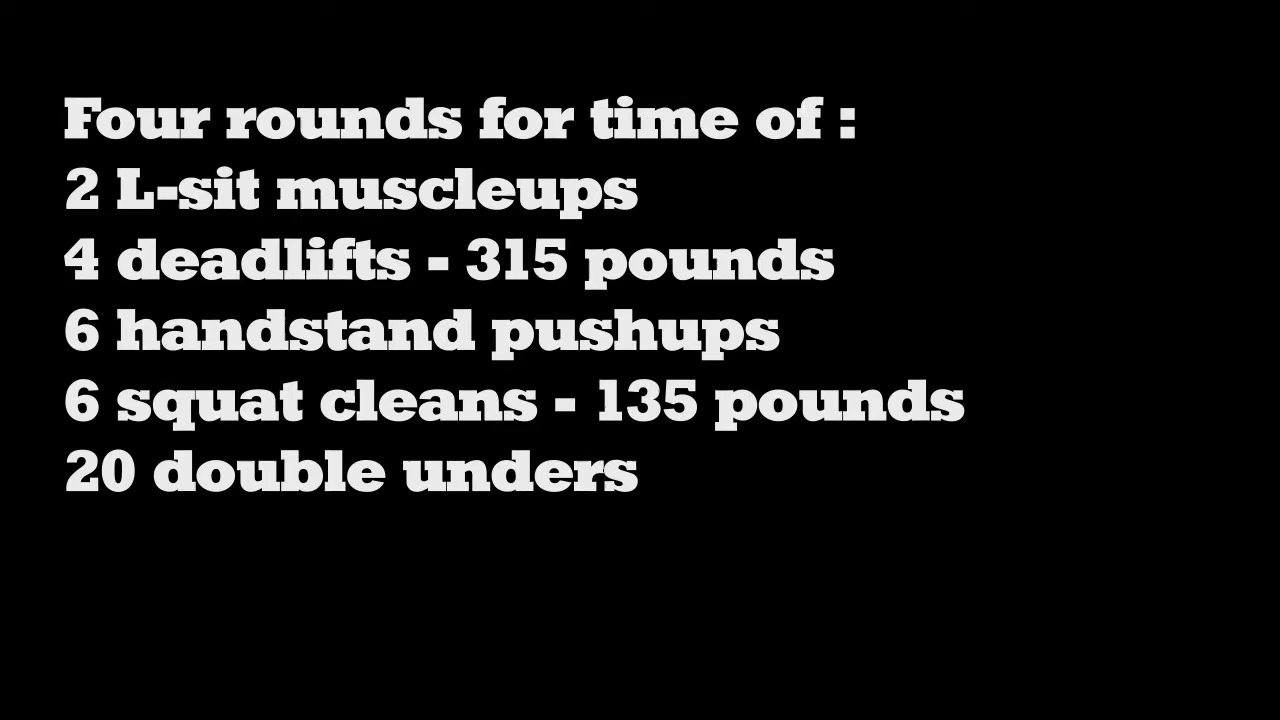 Four rounds for time of :
2 L-sit muscleups
4 deadlifts - 315 pounds
6 handstand pushups
6 squat cleans - 135 pounds
20 double unders